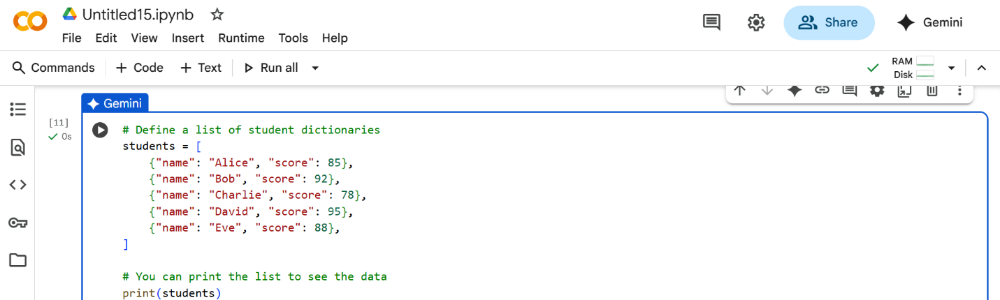 Untitled15.ipynb
File Edit View Insert Runtime Tools Help
Share
Gemini
Commands + Code + Text Run all
RAM
Disk
Gemini
[11]
0s
# Define a list of student dictionaries
students = [
    {"name": "Alice", "score": 85},
    {"name": "Bob", "score": 92},
    {"name": "Charlie", "score": 78},
    {"name": "David", "score": 95},
    {"name": "Eve", "score": 88},
]
# You can print the list to see the data
print(students)